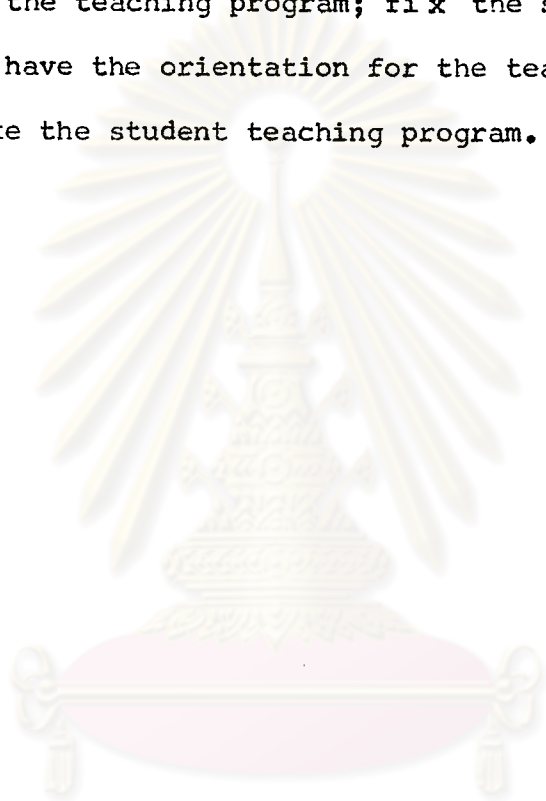 the teaching program; fix the
have the orientation for the
the student teaching program.